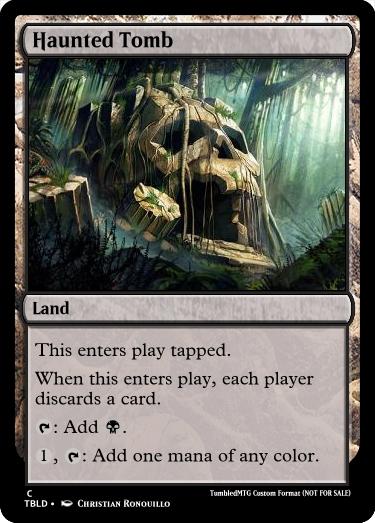 Haunted Tomb
Land
This enters play tapped.
When this enters play, each player
discards a card.
: Add .
1 , : Add one mana of any color.
C
TBLD • Christian Ronouillo
TumbledMTG Custom Format (NOT FOR SALE)